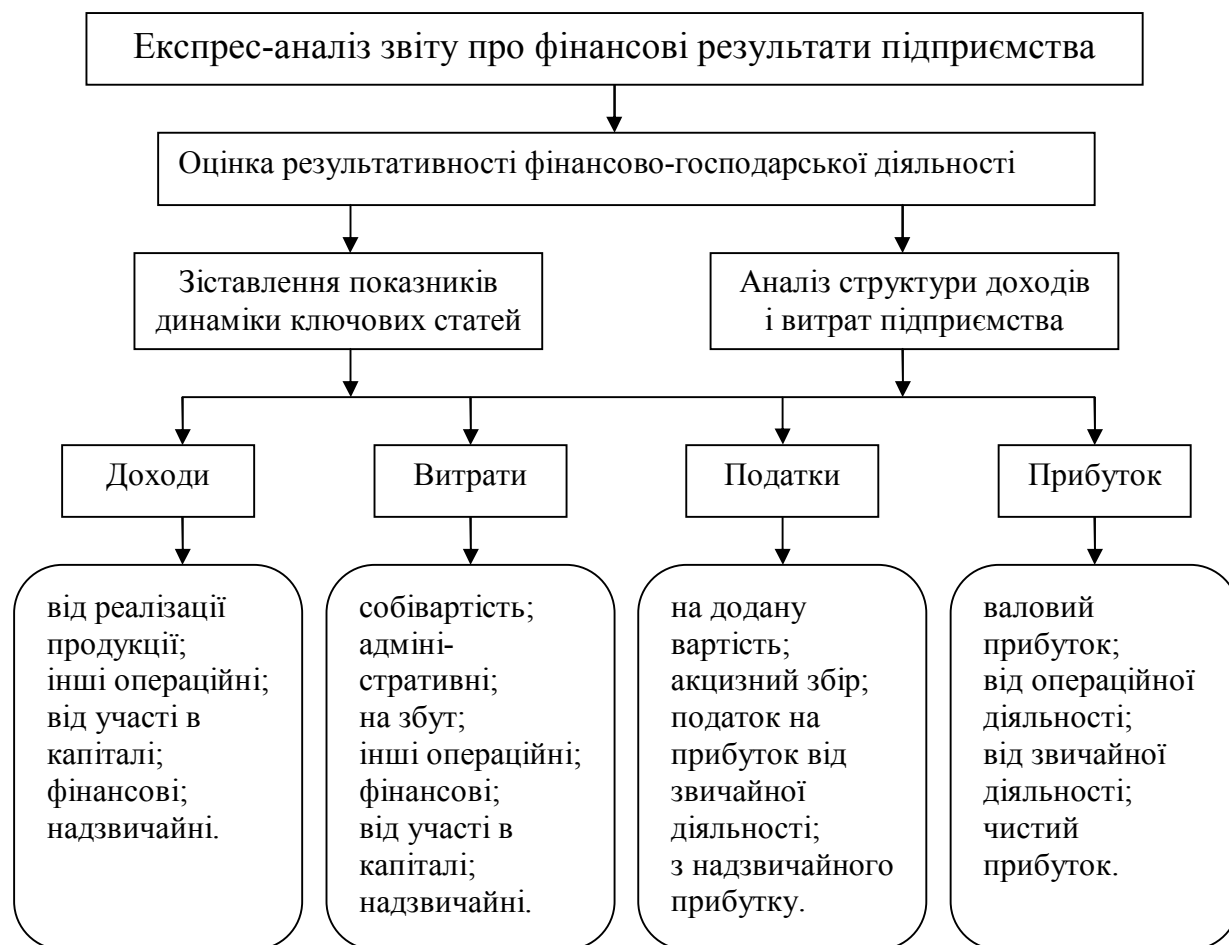 Експрес-аналіз звіту про фінансові результати підприємства
Оцінка результативності фінансово-господарської діяльності
Зіставлення показників
динаміки ключових статей
Аналіз структури доходів
і витрат підприємства
Доходи
Витрати
Податки
Прибуток
від реалізації
продукції;
інші операційні;
від участі в
капіталі;
фінансові;
надзвичайні.
собівартість;
адміні-
стративні;
на збут;
інші операційні;
фінансові;
від участі в
капіталі;
надзвичайні.
на додану
вартість;
акцизний збір;
податок на
прибуток від
звичайної
діяльності;
з надзвичайного
прибутку.
валовий
прибуток;
від операційної
діяльності;
від звичайної
діяльності;
чистий
прибуток.